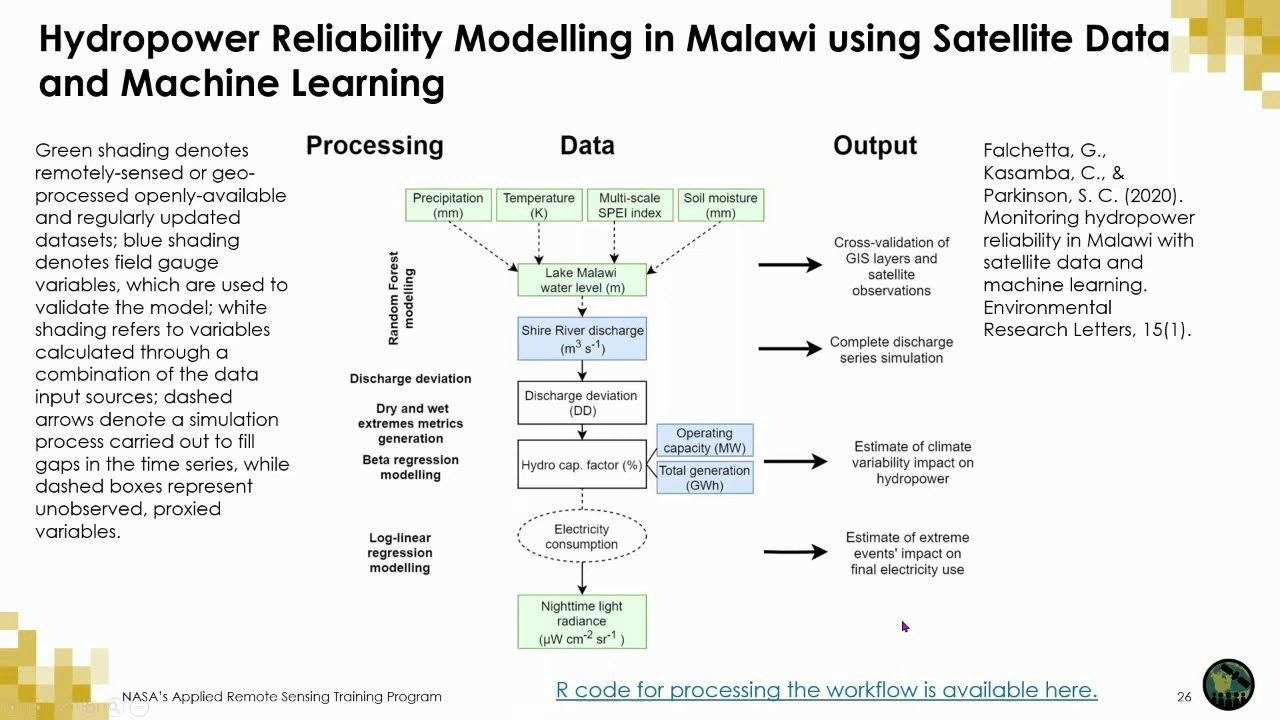 Hydropower Reliability Modelling in Malawi using Satellite Data
and Machine Learning
Green shading denotes
remotely-sensed or geo-
processed openly-available
and regularly updated
datasets; blue shading
denotes field gauge
variables, which are used to
validate the model; white
shading refers to variables
calculated through a
combination of the data
input sources; dashed
arrows denote a simulation
process carried out to fill
gaps in the time series, while
dashed boxes represent
unobserved, proxied
variables.
Processing
Random Forest
modelling
Discharge deviation
Dry and wet
extremes metrics
generation
Beta regression
modelling
Log-linear
regression
modelling
Data
Precipitation
(mm)
Temperature
(K)
Multi-scale
SPEI index
Soil moisture
(mm)
Lake Malawi
water level (m)
Shire River discharge
(m³ s⁻¹)
Discharge deviation
(DD)
Hydro cap. factor (%)
Operating
capacity (MW)
Total generation
(GWh)
Electricity
consumption
Nighttime light
radiance
(µW cm⁻² sr⁻¹ )
Output
Cross-validation of
GIS layers and
satellite
observations
Complete discharge
series simulation
Estimate of climate
variability impact on
hydropower
Estimate of extreme
events' impact on
final electricity use
Falchetta, G.,
Kasamba, C., &
Parkinson, S. C. (2020).
Monitoring hydropower
reliability in Malawi with
satellite data and
machine learning.
Environmental
Research Letters, 15(1).
NASA's Applied Remote Sensing Training Program
R code for processing the workflow is available here.
26